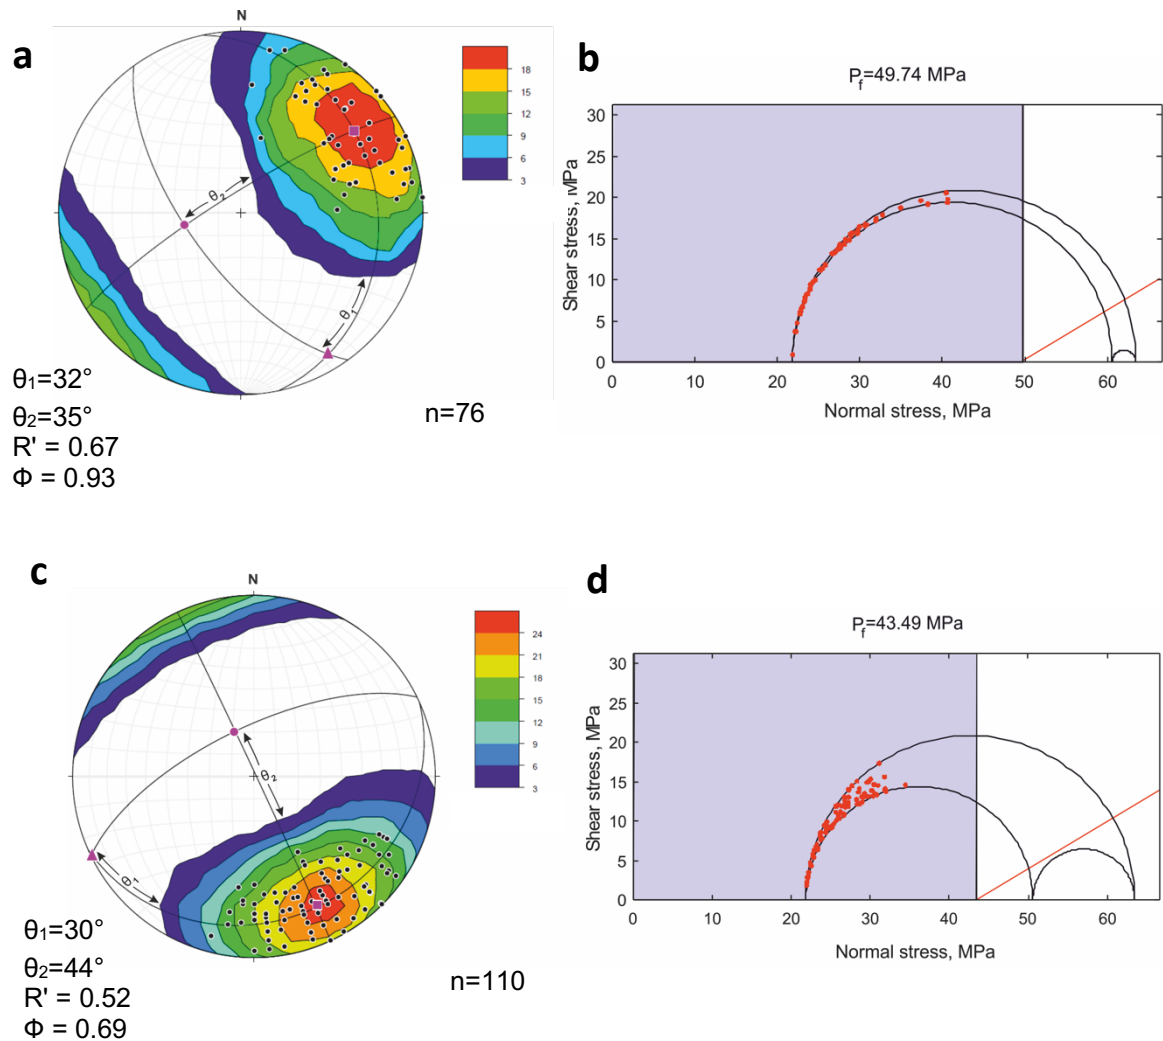 a
N
18
15
12
9
6
3
θ2
θ1
θ1=32°
θ2=35°
R' = 0.67
Φ = 0.93
n=76
b
Pf=49.74 MPa
30
25
20
15
10
5
0
Shear stress, MPa
0 10 20 30 40 50 60
Normal stress, MPa
c
N
24
21
18
15
12
9
6
3
θ2
θ1
θ1=30°
θ2=44°
R' = 0.52
Φ = 0.69
n=110
d
Pf=43.49 MPa
30
25
20
15
10
5
0
Shear stress, MPa
0 10 20 30 40 50 60
Normal stress, MPa